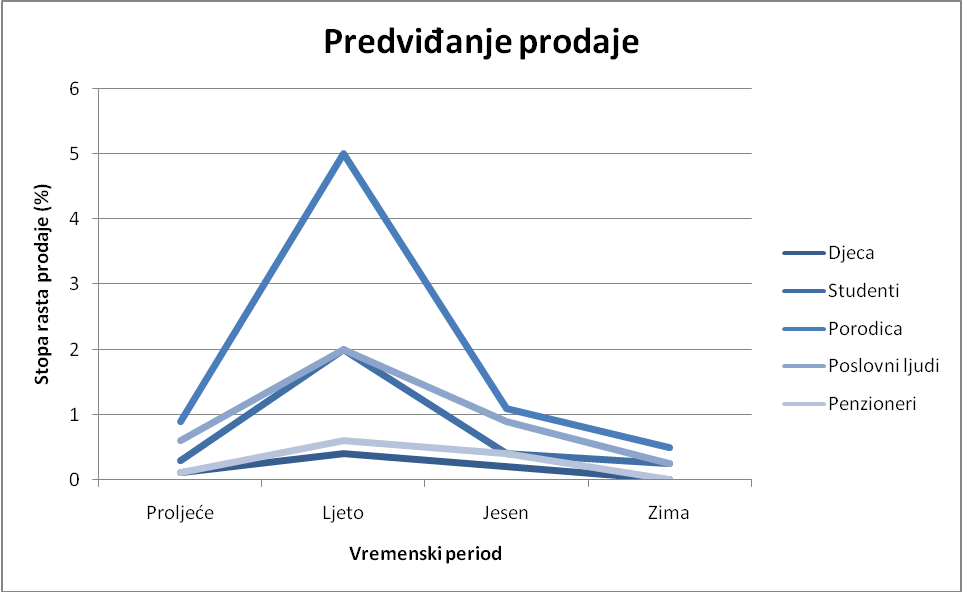 Predviđanje prodaje
Stopa rasta prodaje (%)
6
5
4
3
2
1
0
Proljeće Ljeto Jesen Zima
Vremenski period
Djeca
Studenti
Porodica
Poslovni ljudi
Penzioneri